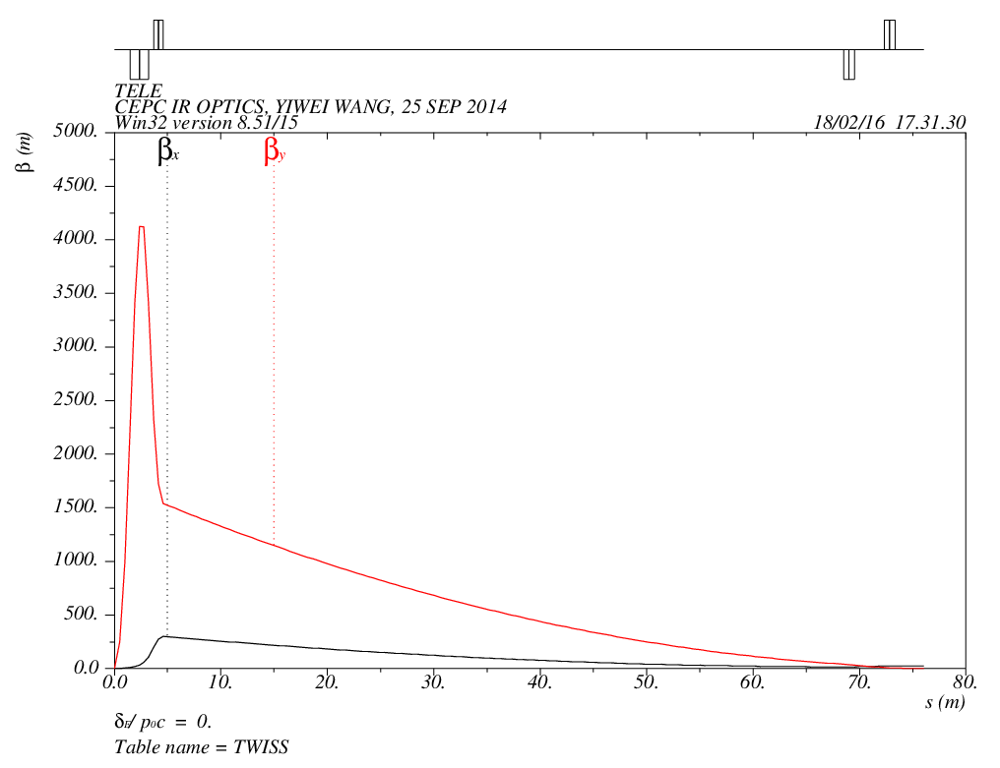 TELE
CEPC IR OPTICS, YIWEI WANG, 25 SEP 2014
Win32 version 8.51/15 18/02/16 17.31.30
β (m)
βx βy
5000.
4500.
4000.
3500.
3000.
2500.
2000.
1500.
1000.
500.
0.0
0.0 10. 20. 30. 40. 50. 60. 70. 80.
s (m)
δE/ p0c = 0.
Table name = TWISS